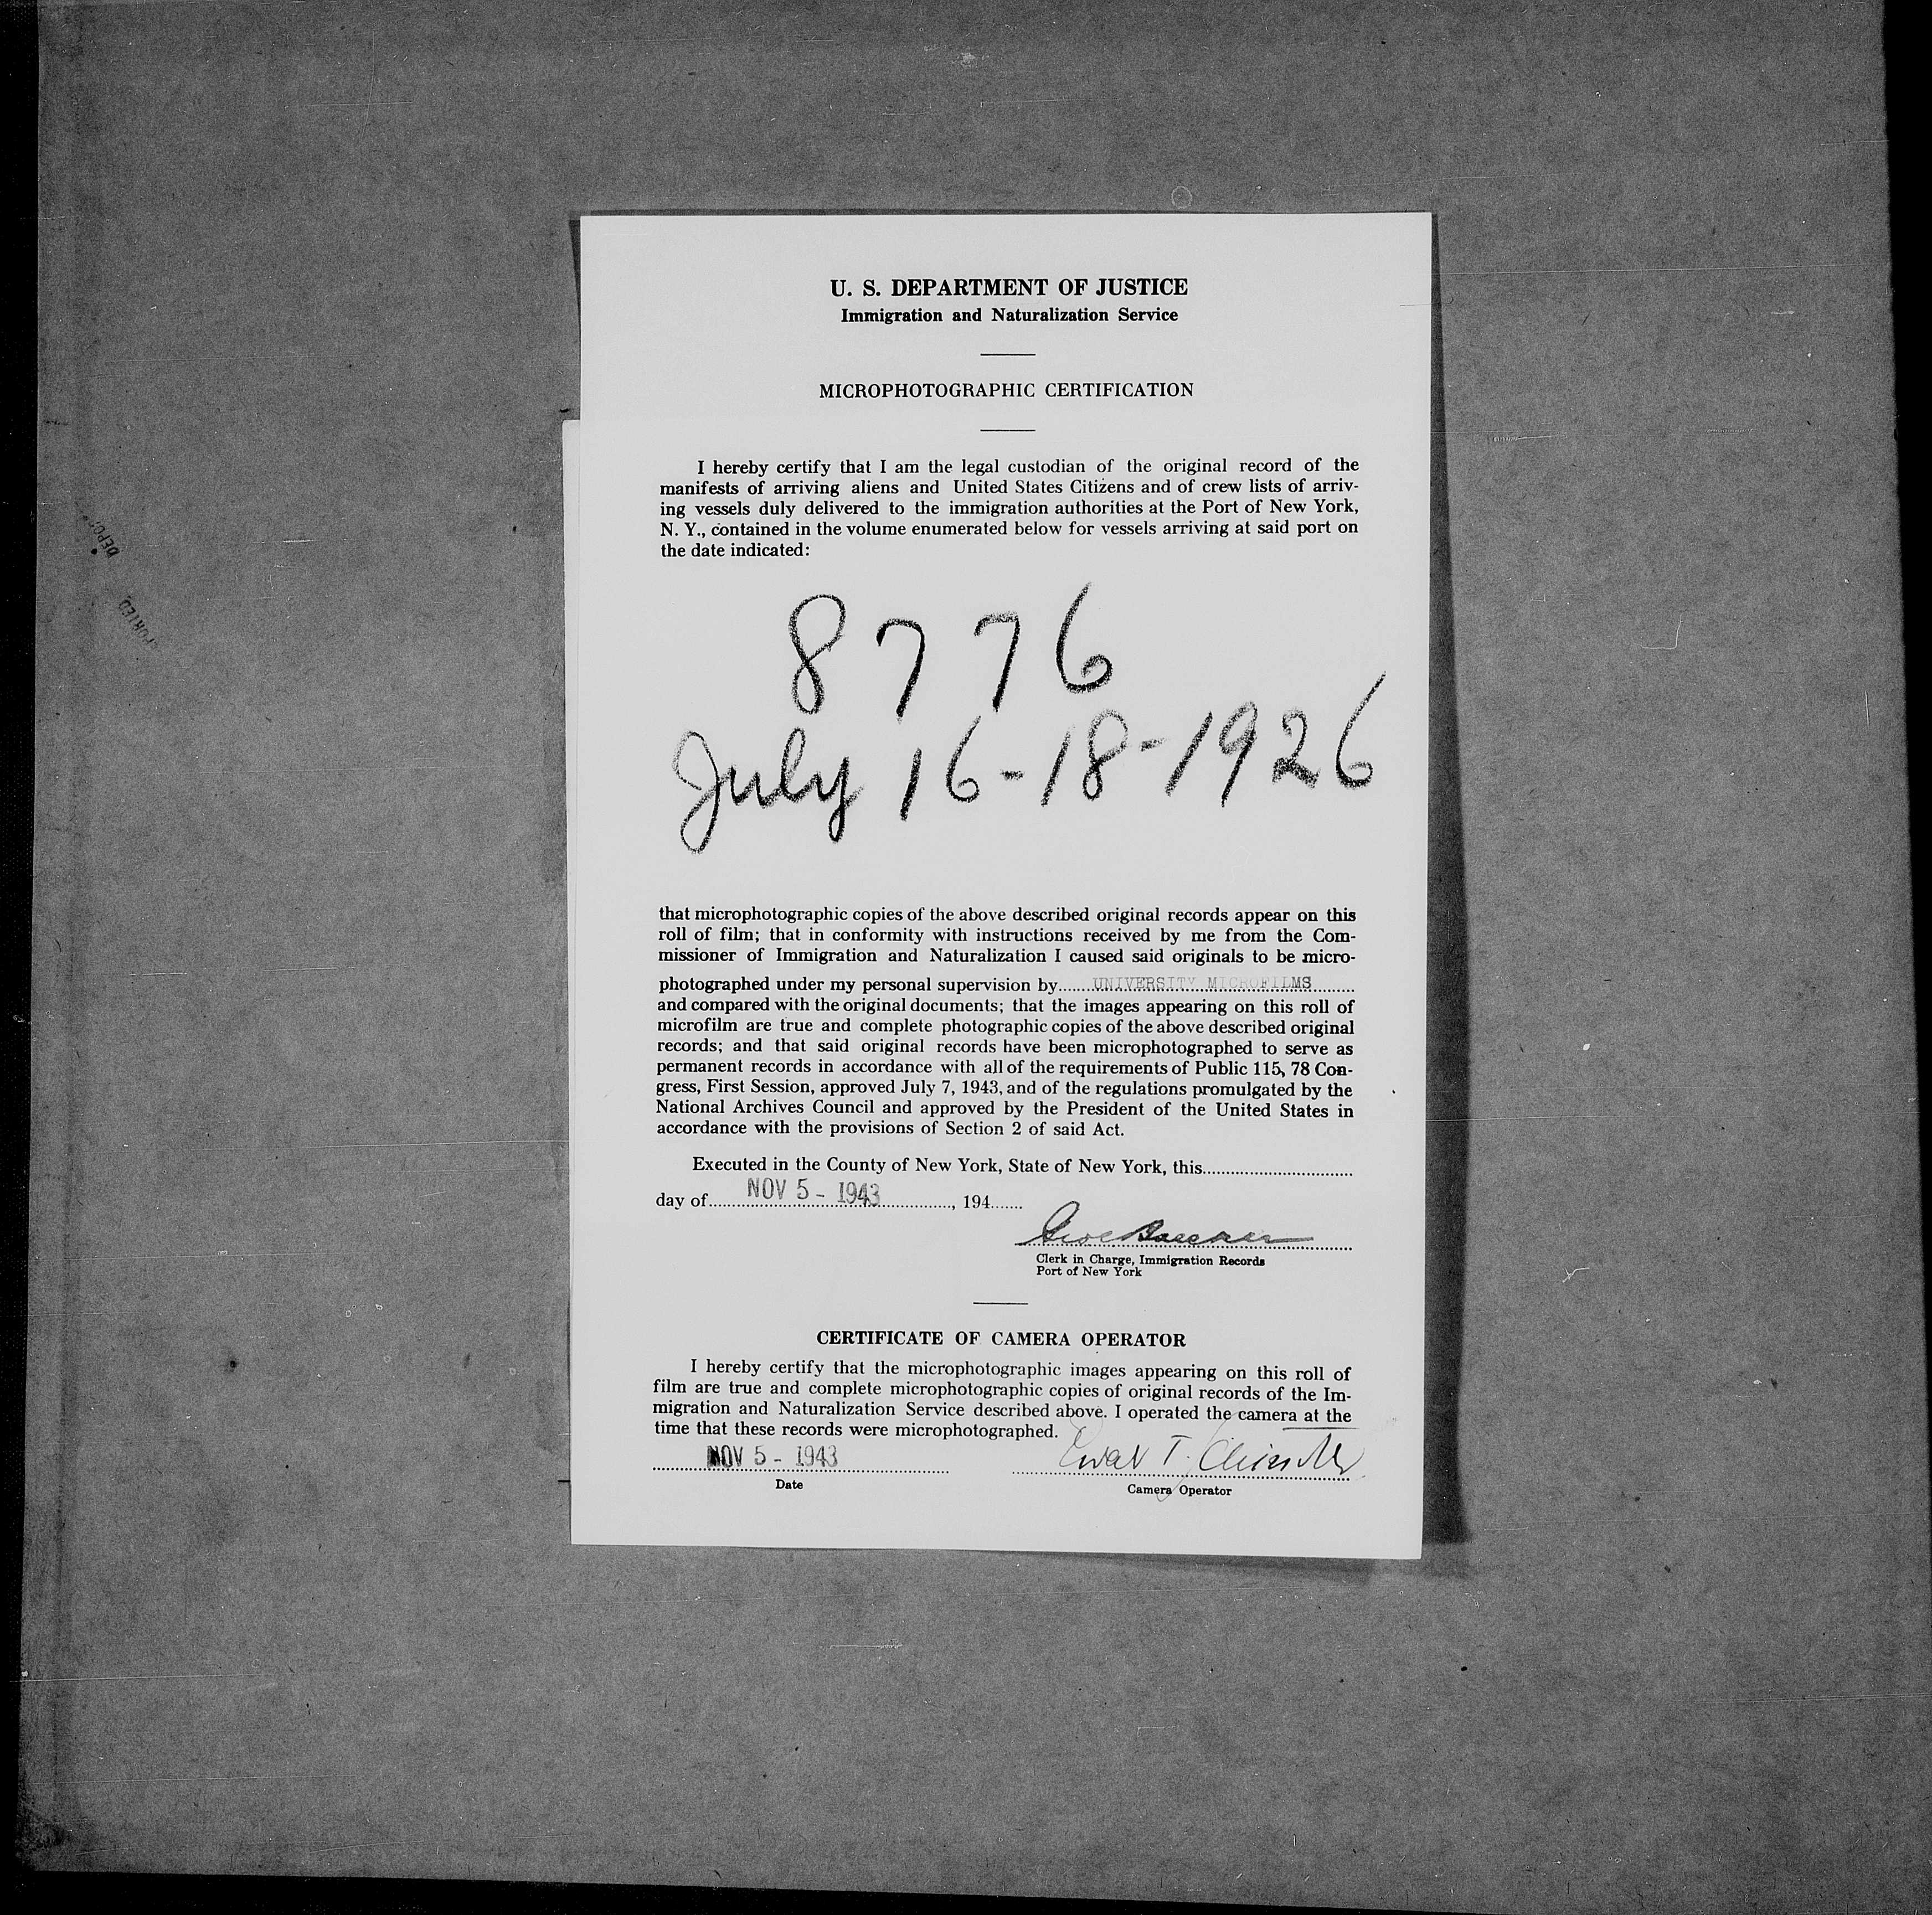 U. S. DEPARTMENT OF JUSTICE
Immigration and Naturalization Service
MICROPHOTOGRAPHIC CERTIFICATION
I hereby certify that I am the legal custodian of the original record of the
manifests of arriving aliens and United States Citizens and of crew lists of arriv-
ing vessels duly delivered to the immigration authorities at the Port of New York,
N. Y., contained in the volume enumerated below for vessels arriving at said port on
the date indicated:
8776
July 16-18-1926
that microphotographic copies of the above described original records appear on this
roll of film; that in conformity with instructions received by me from the Com-
missioner of Immigration and Naturalization I caused said originals to be micro-
photographed under my personal supervision by UNIVERSITY MICROFILMS
and compared with the original documents; that the images appearing on this roll of
microfilm are true and complete photographic copies of the above described original
records; and that said original records have been microphotographed to serve as
permanent records in accordance with all of the requirements of Public 115, 78 Con-
gress, First Session, approved July 7, 1943, and of the regulations promulgated by the
National Archives Council and approved by the President of the United States in
accordance with the provisions of Section 2 of said Act.
Executed in the County of New York, State of New York, this
day of NOV 5 - 1943, 194
Clerk in Charge, Immigration Records
Port of New York
CERTIFICATE OF CAMERA OPERATOR
I hereby certify that the microphotographic images appearing on this roll of
film are true and complete microphotographic copies of original records of the Im-
migration and Naturalization Service described above. I operated the camera at the
time that these records were microphotographed.
NOV 5 - 1943
Date
Camera Operator